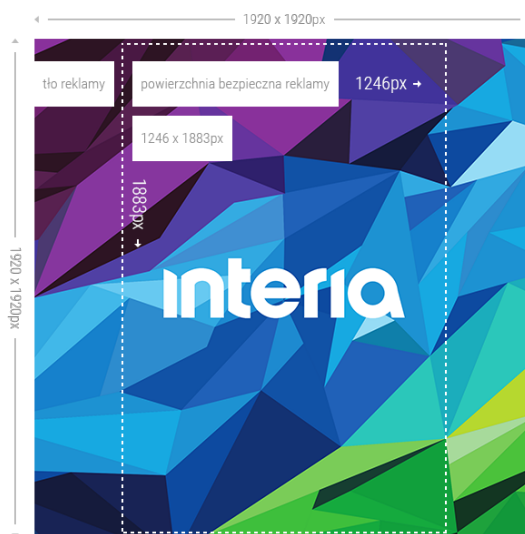 1920 x 1920px
tło reklamy
powierzchnia bezpieczna reklamy
1246px
1246 x 1883px
1883px
1920 x 1920px
interia